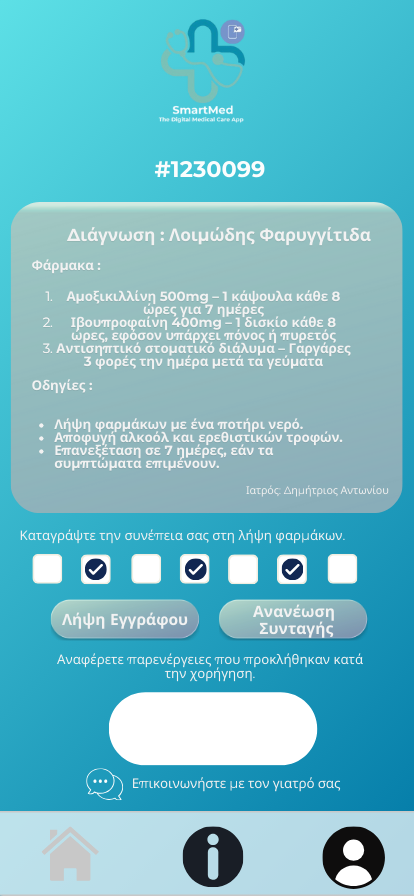 SmartMed
The Digital Medical Care App
#1230099
Διάγνωση : Λοιμώδης Φαρυγγίτιδα
Φάρμακα :
1. Αμοξικιλλίνη 500mg – 1 κάψουλα κάθε 8
ώρες για 7 ημέρες
2. Ιβουπροφαίνη 400mg – 1 δισκίο κάθε 8
ώρες, εφόσον υπάρχει πόνος ή πυρετός
3. Αντισηπτικό στοματικό διάλυμα – Γαργάρες
3 φορές την ημέρα μετά τα γεύματα
Οδηγίες :
• Λήψη φαρμάκων με ένα ποτήρι νερό.
• Αποφυγή αλκοόλ και ερεθιστικών τροφών.
• Επανεξέταση σε 7 ημέρες, εάν τα
συμπτώματα επιμένουν.
Ιατρός: Δημήτριος Αντωνίου
Καταγράψτε την συνέπεια σας στη λήψη φαρμάκων.
Λήψη Εγγράφου
Ανανέωση
Συνταγής
Αναφέρετε παρενέργειες που προκλήθηκαν κατά
την χορήγηση.
Επικοινωνήστε με τον γιατρό σας